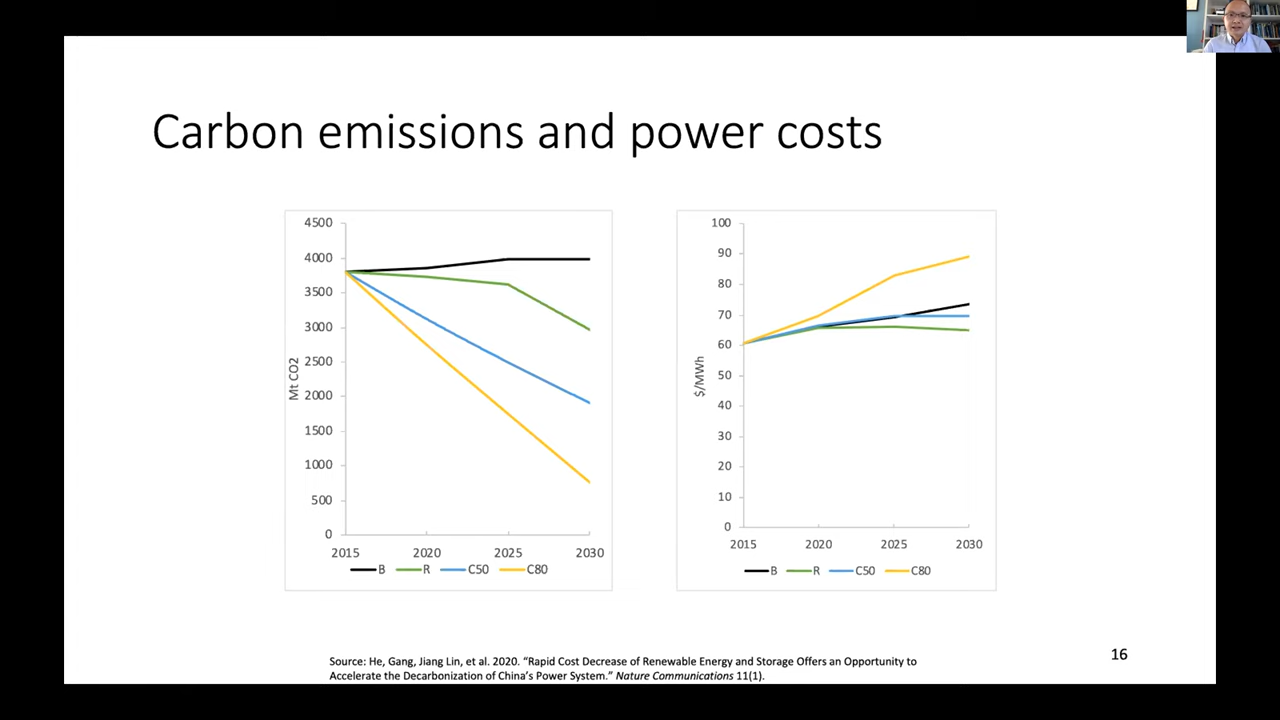 Carbon emissions and power costs
4500
4000
3500
3000
2500
2000
1500
1000
500
0
Mt CO2
2015 2020 2025 2030
B R C50 C80
100
90
80
70
60
50
40
30
20
10
0
$/MWh
2015 2020 2025 2030
B R C50 C80
16
Source: He, Gang, Jiang Lin, et al. 2020. “Rapid Cost Decrease of Renewable Energy and Storage Offers an Opportunity to
Accelerate the Decarbonization of China’s Power System.” Nature Communications 11(1).